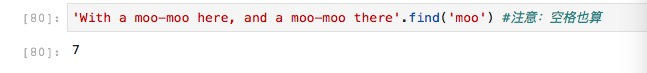 [80]: 'With a moo-moo here, and a moo-moo there'.find('moo') #注意：空格也算
[80]: 7